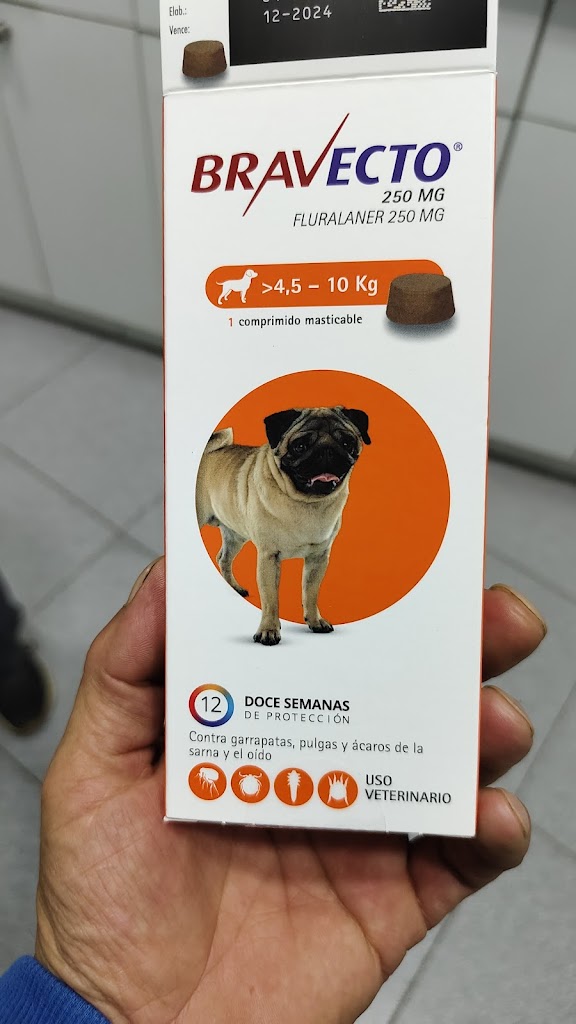 Elab.:
Vence:
12-2024
BRAVECTO®
250 MG
FLURALANER 250 MG
>4,5 – 10 Kg
1 comprimido masticable
12
DOCE SEMANAS
DE PROTECCIÓN
Contra garrapatas, pulgas y ácaros de la
sarna y el oído
USO
VETERINARIO